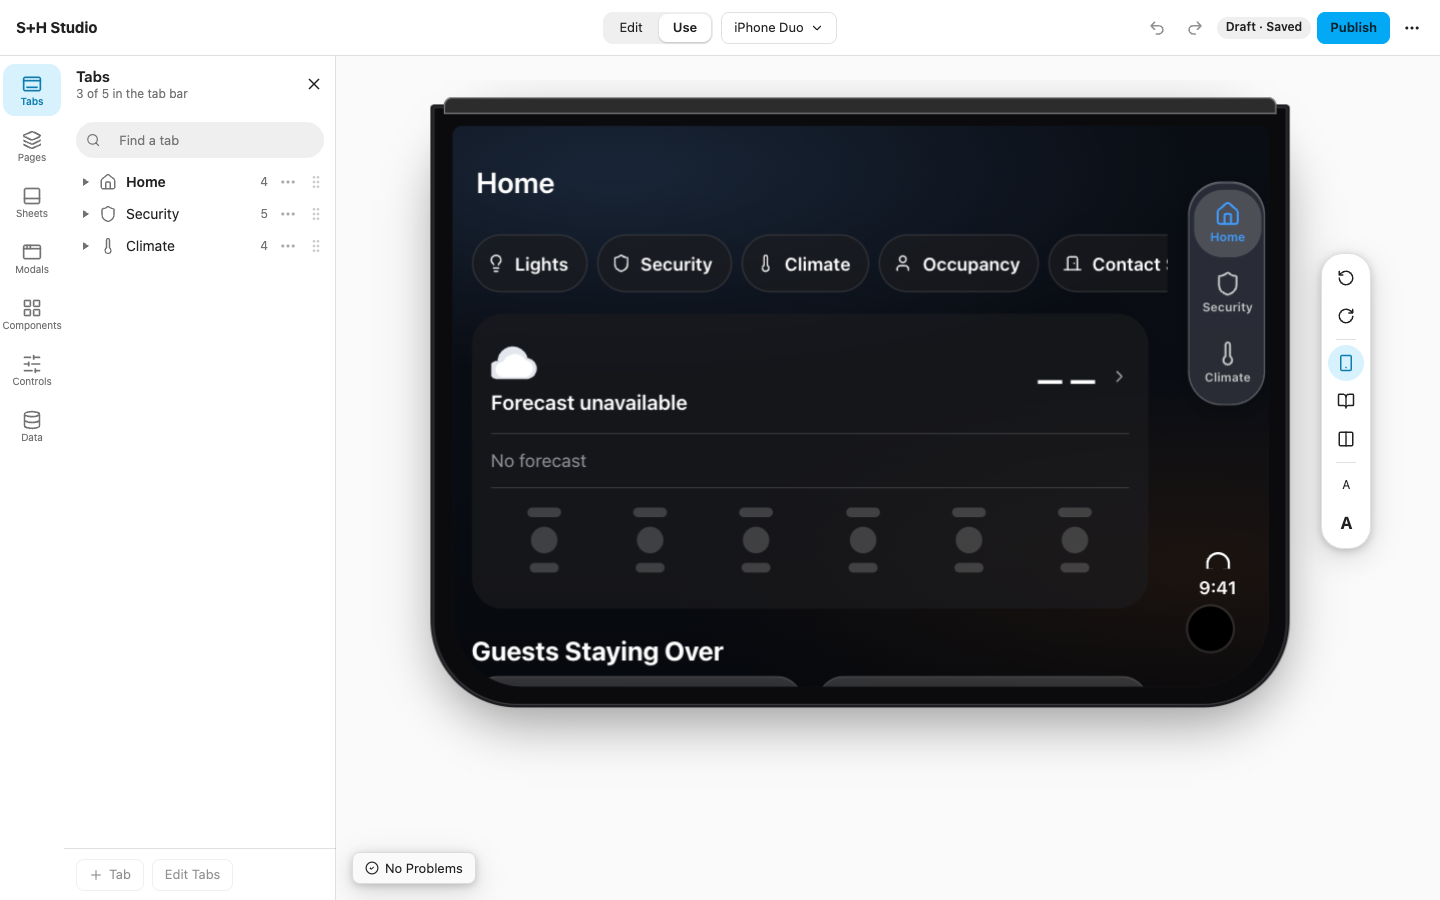 S+H Studio
Edit
Use
iPhone Duo
Draft · Saved
Publish
Tabs
Pages
Sheets
Modals
Components
Controls
Data
Tabs
3 of 5 in the tab bar
Find a tab
Home 4
Security 5
Climate 4
+ Tab
Edit Tabs
Home
Lights
Security
Climate
Occupancy
Contact
Forecast unavailable
No forecast
Guests Staying Over
Home
Security
Climate
9:41
A
A
No Problems